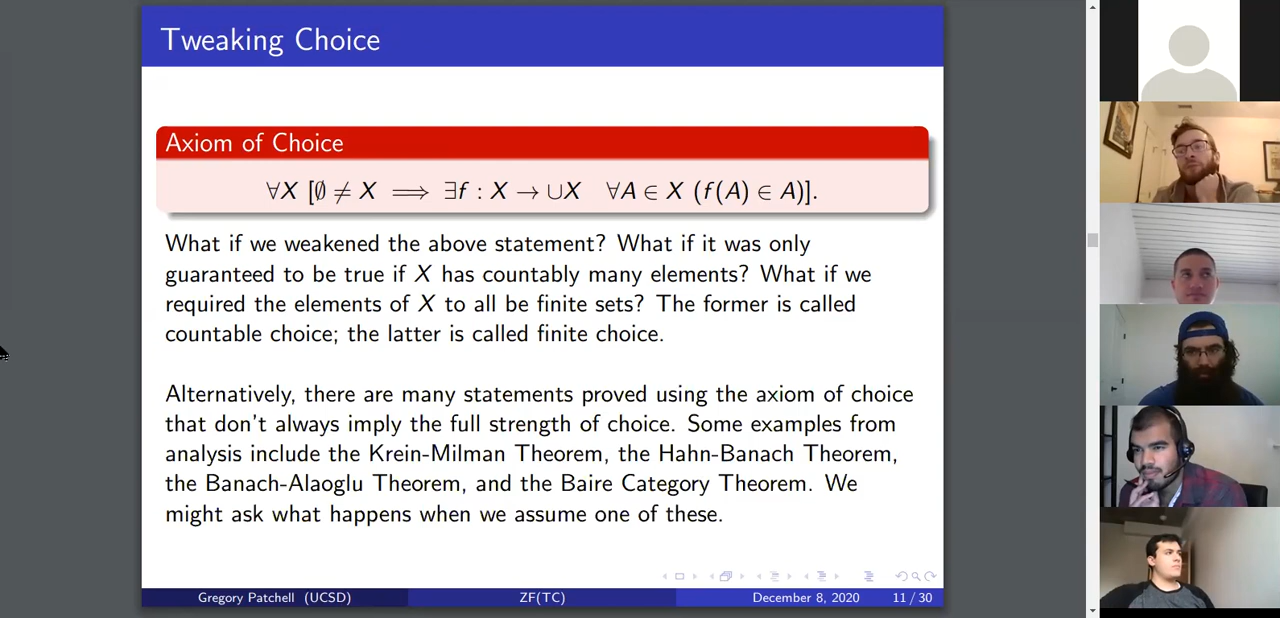 Tweaking Choice
Axiom of Choice
∀X [∅ ≠ X ⟹ ∃f : X → ∪X ∀A ∈ X (f(A) ∈ A)].
What if we weakened the above statement? What if it was only
guaranteed to be true if X has countably many elements? What if we
required the elements of X to all be finite sets? The former is called
countable choice; the latter is called finite choice.
Alternatively, there are many statements proved using the axiom of choice
that don't always imply the full strength of choice. Some examples from
analysis include the Krein-Milman Theorem, the Hahn-Banach Theorem,
the Banach-Alaoglu Theorem, and the Baire Category Theorem. We
might ask what happens when we assume one of these.
Gregory Patchell (UCSD) ZF(TC) December 8, 2020 11 / 30